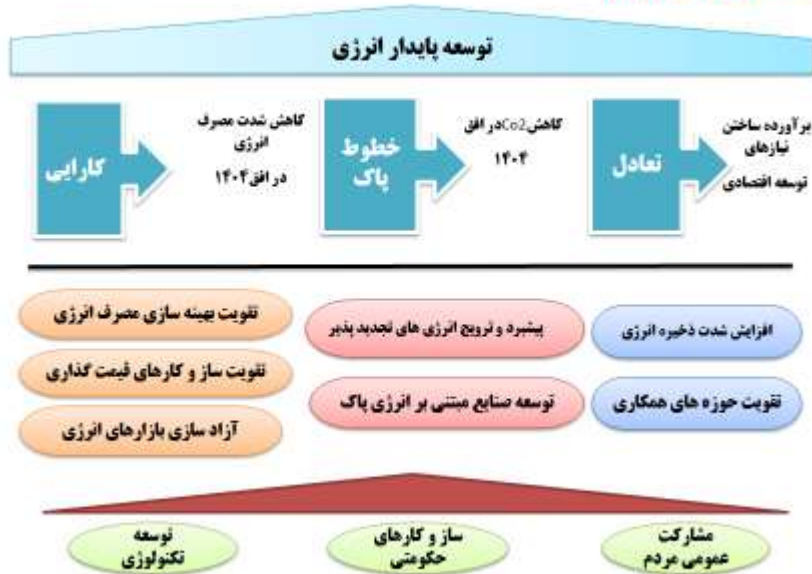 توسعه پایدار انرژی
برآورده ساختن
نیازهای
توسعه اقتصادی
تعادل
کاهش Co2 در افق
۱۴۰۴
خطوط
پاک
کاهش شدت مصرف
انرژی
در افق ۱۴۰۴
کارایی
افزایش شدت ذخیره انرژی
تقویت حوزه های همکاری
پیشبرد و ترویج انرژی های تجدید پذیر
توسعه صنایع مبتنی بر انرژی پاک
تقویت بهینه سازی مصرف انرژی
تقویت ساز و کارهای قیمت گذاری
آزاد سازی بازارهای انرژی
مشارکت
عمومی مردم
ساز و کارهای
حکومتی
توسعه
تکنولوژی